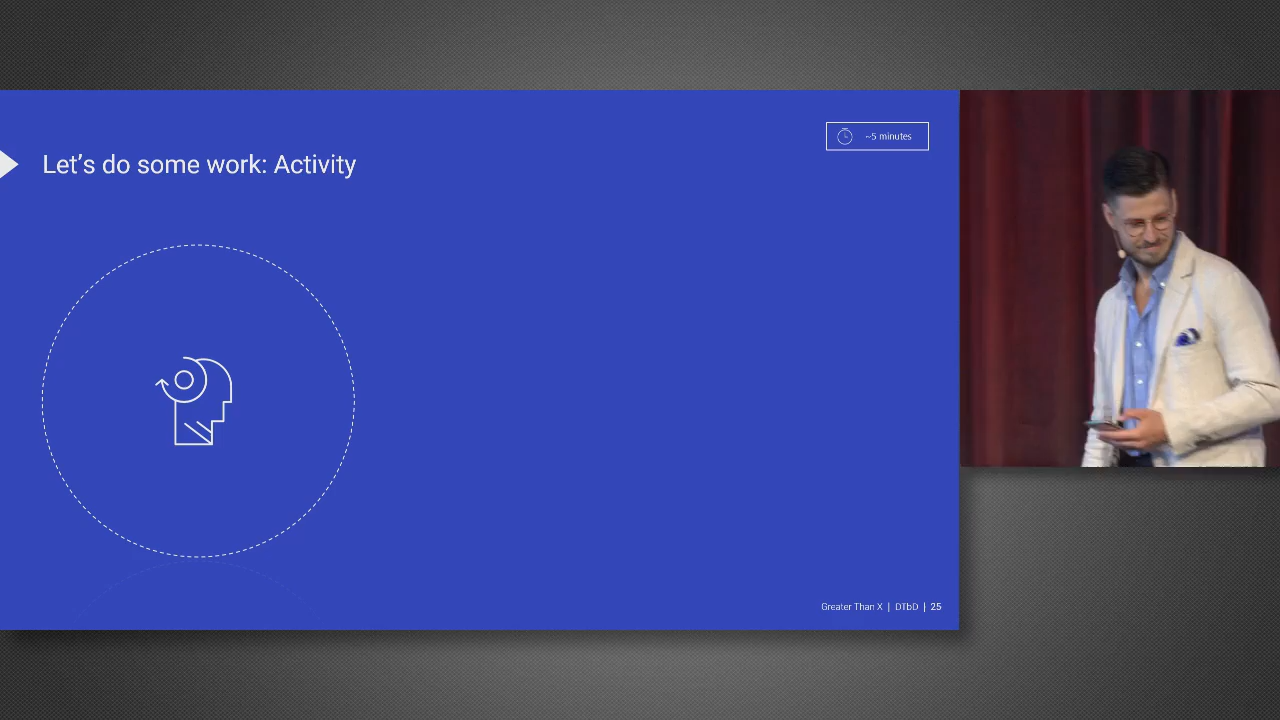 ~5 minutes
Let's do some work: Activity
Greater Than X | DTbD | 25